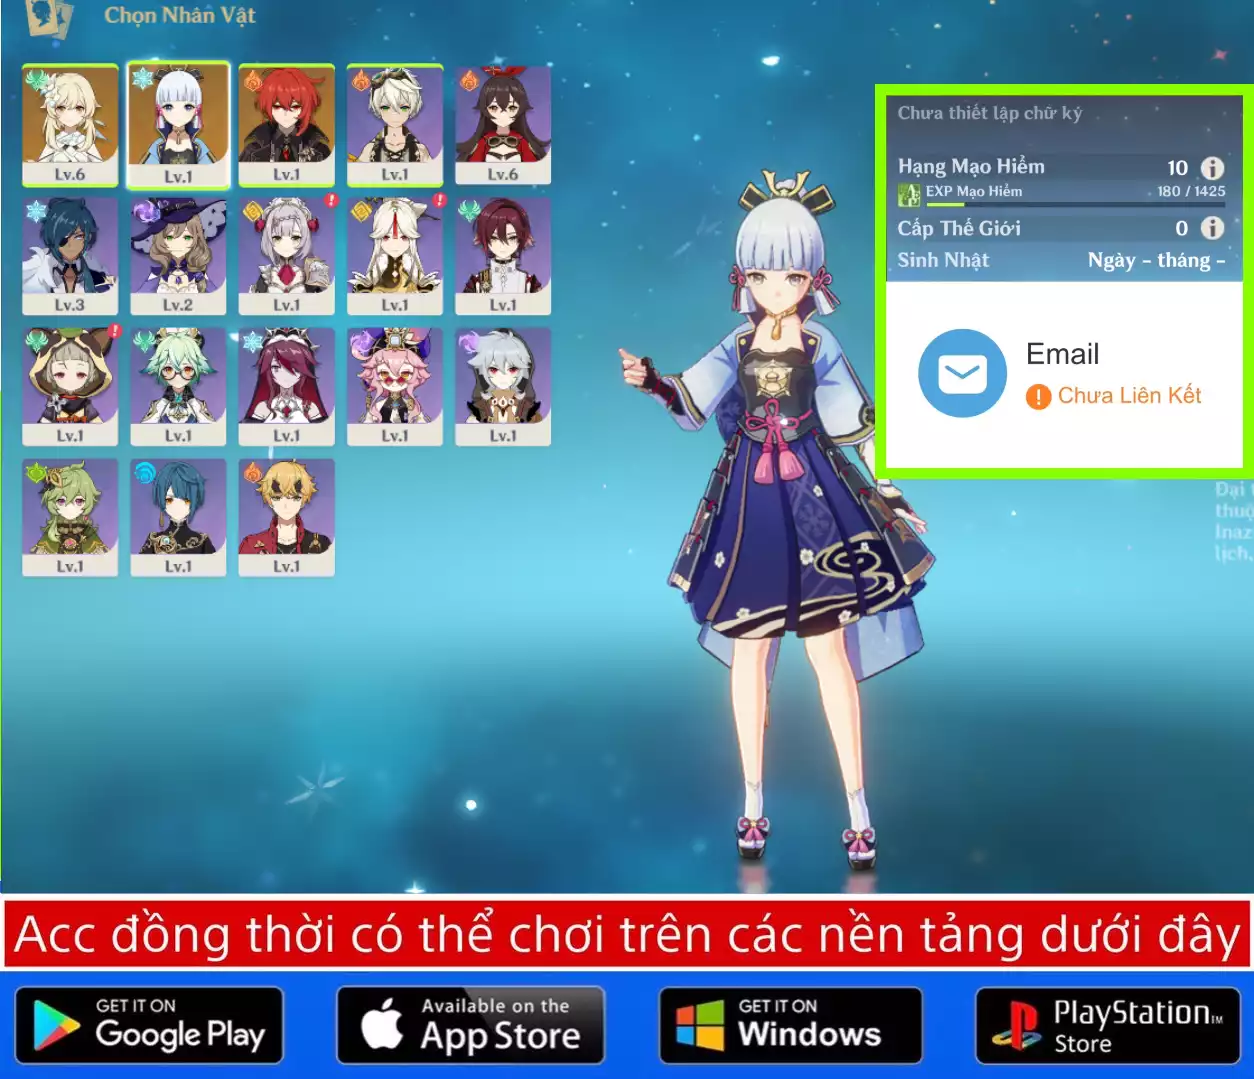 Chọn Nhân Vật
Lv.6
Lv.1
Lv.1
Lv.1
Lv.6
Lv.3
Lv.2
Lv.1
Lv.1
Lv.1
Lv.1
Lv.1
Lv.1
Lv.1
Lv.1
Lv.1
Lv.1
Lv.1
Chưa thiết lập chữ ký
Hạng Mạo Hiểm 10
EXP Mạo Hiểm 180 / 1425
Cấp Thế Giới 0
Sinh Nhật Ngày - tháng -
Email
Chưa Liên Kết
Đại
thuộ
Inaz
lịch,
Acc đồng thời có thể chơi trên các nền tảng dưới đây
GET IT ON
Google Play
Available on the
App Store
GET IT ON
Windows
PlayStation™
Store